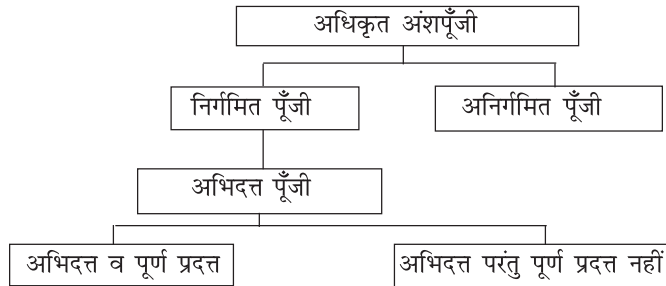 अधिकृत अंशपूँजी
निर्गमित पूँजी
अनिर्गमित पूँजी
अभिदत्त पूँजी
अभिदत्त व पूर्ण प्रदत्त
अभिदत्त परंतु पूर्ण प्रदत्त नहीं